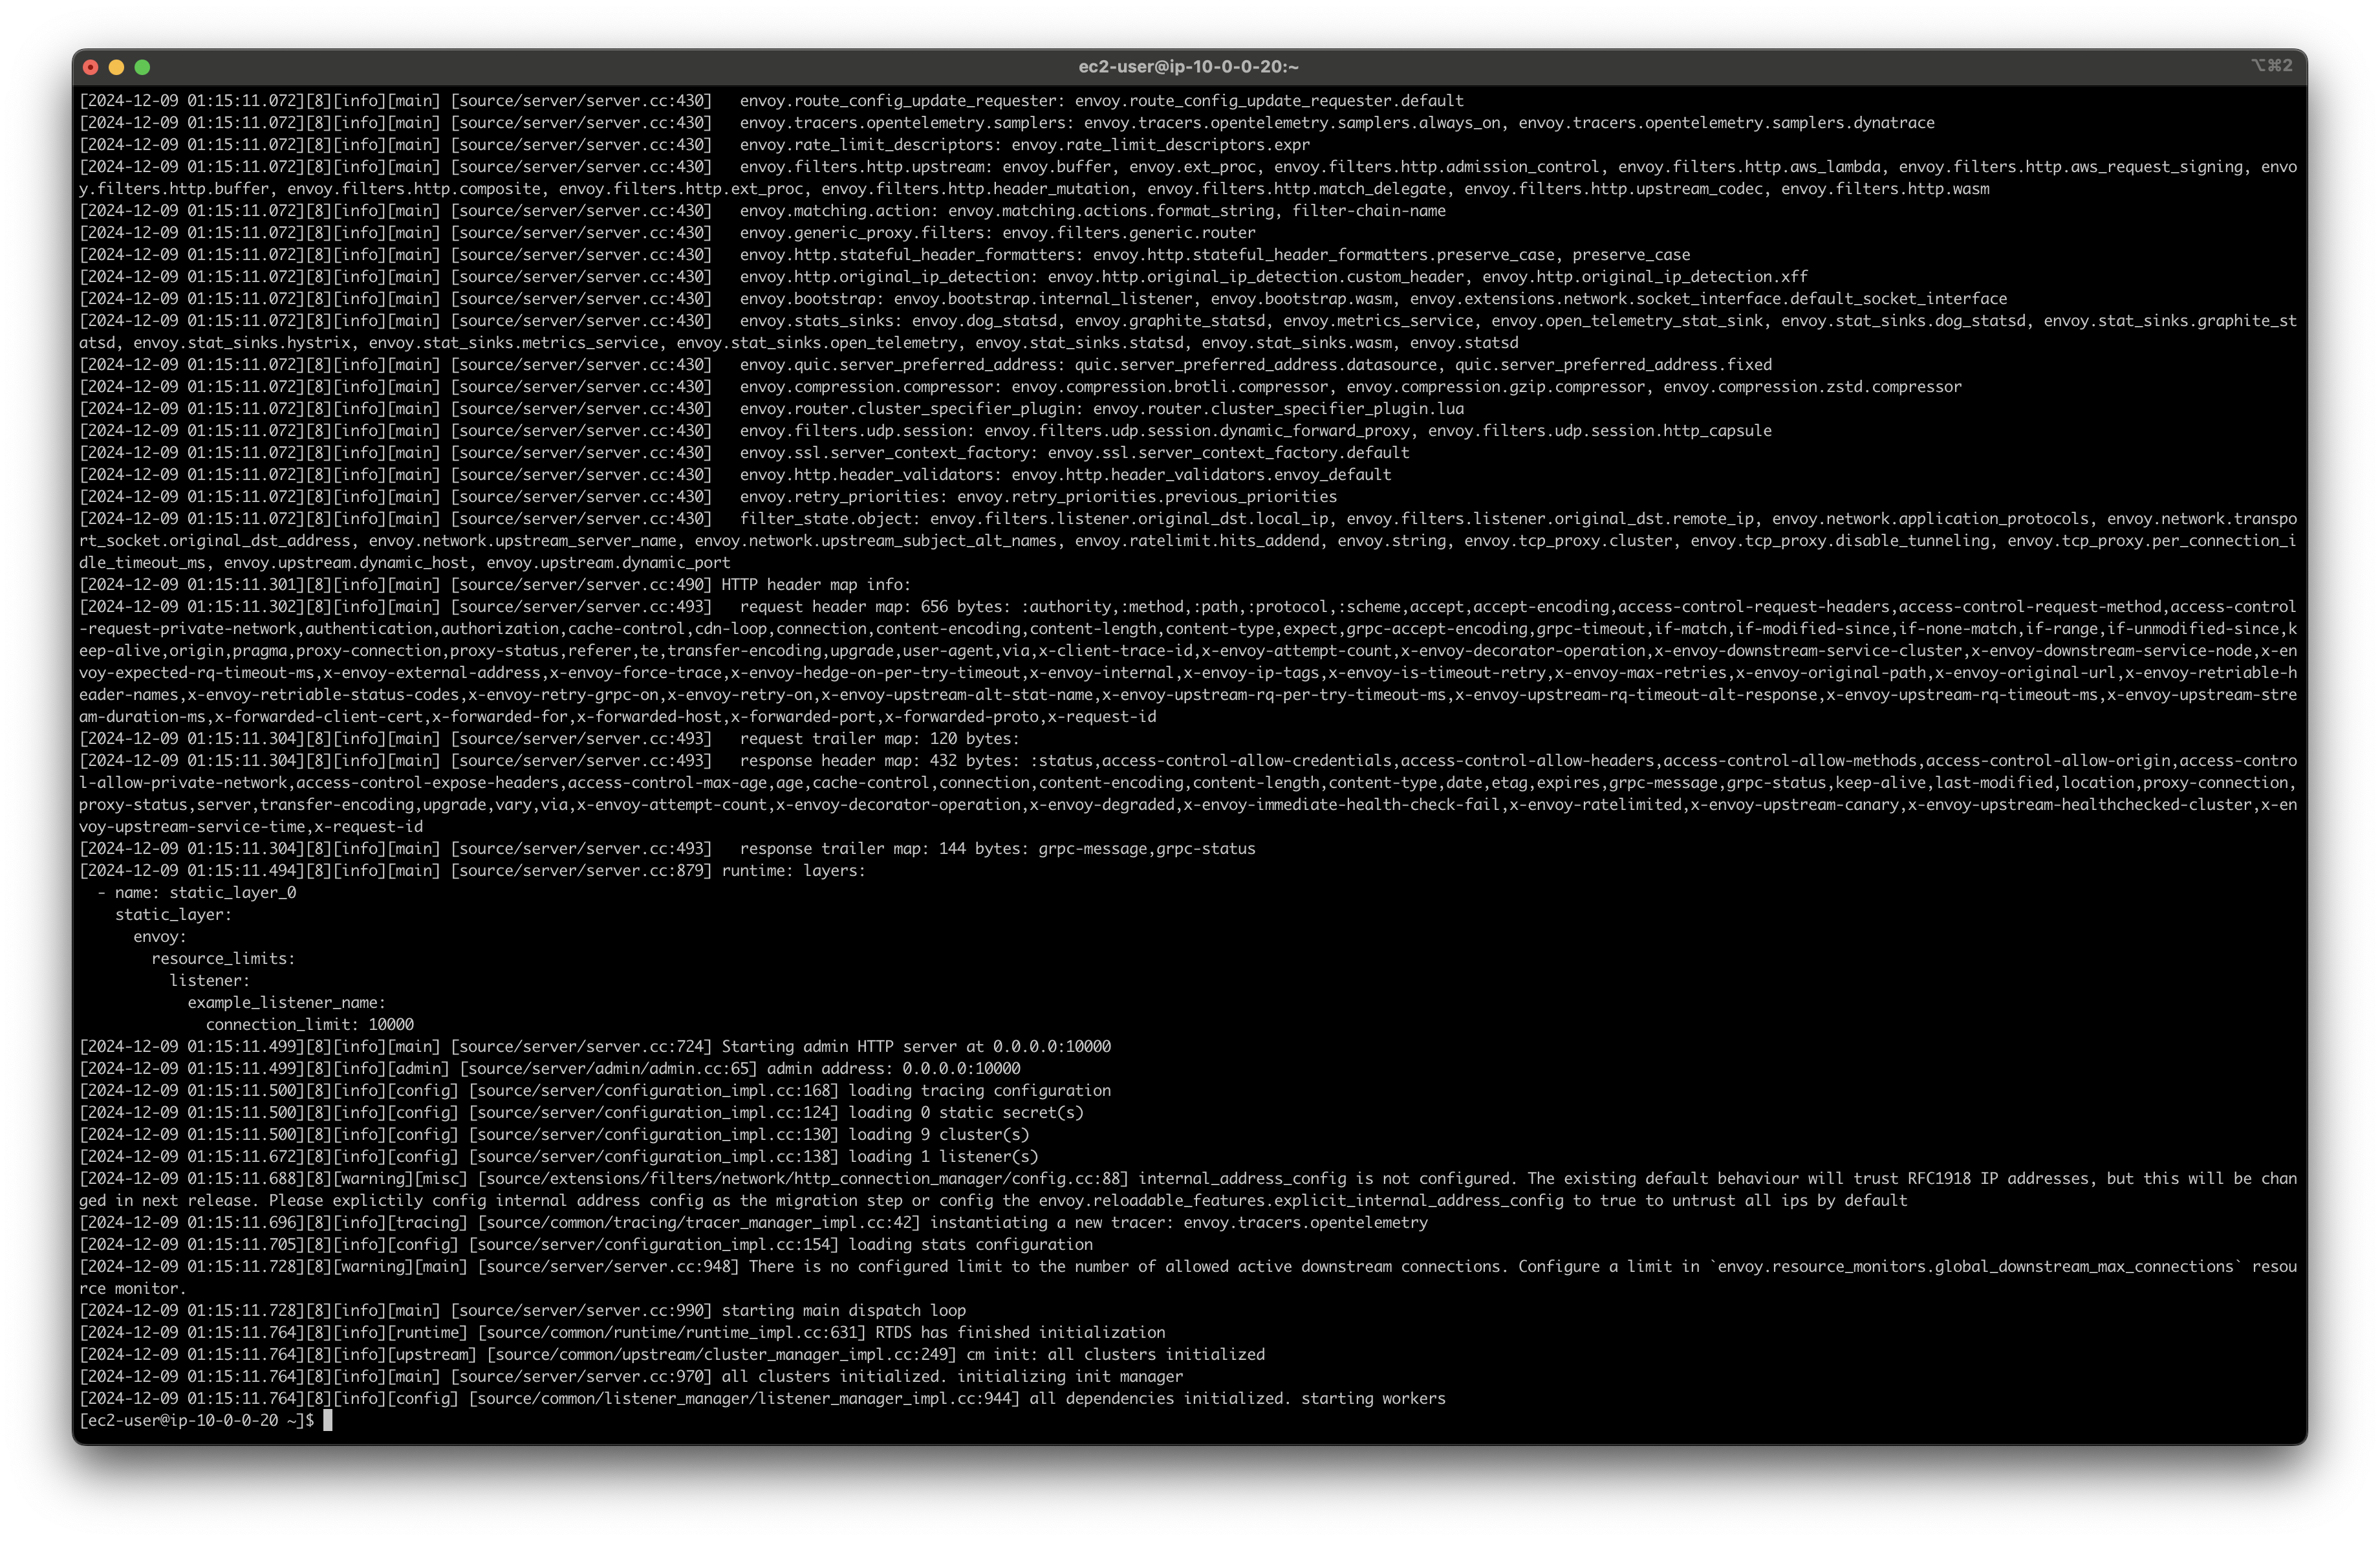 ec2-user@ip-10-0-0-20:~
⌥⌘2
[2024-12-09 01:15:11.072][8][info][main] [source/server/server.cc:430]   envoy.route_config_update_requester: envoy.route_config_update_requester.default
[2024-12-09 01:15:11.072][8][info][main] [source/server/server.cc:430]   envoy.tracers.opentelemetry.samplers: envoy.tracers.opentelemetry.samplers.always_on, envoy.tracers.opentelemetry.samplers.dynatrace
[2024-12-09 01:15:11.072][8][info][main] [source/server/server.cc:430]   envoy.rate_limit_descriptors: envoy.rate_limit_descriptors.expr
[2024-12-09 01:15:11.072][8][info][main] [source/server/server.cc:430]   envoy.filters.http.upstream: envoy.buffer, envoy.ext_proc, envoy.filters.http.admission_control, envoy.filters.http.aws_lambda, envoy.filters.http.aws_request_signing, envo
y.filters.http.buffer, envoy.filters.http.composite, envoy.filters.http.ext_proc, envoy.filters.http.header_mutation, envoy.filters.http.match_delegate, envoy.filters.http.upstream_codec, envoy.filters.http.wasm
[2024-12-09 01:15:11.072][8][info][main] [source/server/server.cc:430]   envoy.matching.action: envoy.matching.actions.format_string, filter-chain-name
[2024-12-09 01:15:11.072][8][info][main] [source/server/server.cc:430]   envoy.generic_proxy.filters: envoy.filters.generic.router
[2024-12-09 01:15:11.072][8][info][main] [source/server/server.cc:430]   envoy.http.stateful_header_formatters: envoy.http.stateful_header_formatters.preserve_case, preserve_case
[2024-12-09 01:15:11.072][8][info][main] [source/server/server.cc:430]   envoy.http.original_ip_detection: envoy.http.original_ip_detection.custom_header, envoy.http.original_ip_detection.xff
[2024-12-09 01:15:11.072][8][info][main] [source/server/server.cc:430]   envoy.bootstrap: envoy.bootstrap.internal_listener, envoy.bootstrap.wasm, envoy.extensions.network.socket_interface.default_socket_interface
[2024-12-09 01:15:11.072][8][info][main] [source/server/server.cc:430]   envoy.stats_sinks: envoy.dog_statsd, envoy.graphite_statsd, envoy.metrics_service, envoy.open_telemetry_stat_sink, envoy.stat_sinks.dog_statsd, envoy.stat_sinks.graphite_st
atsd, envoy.stat_sinks.hystrix, envoy.stat_sinks.metrics_service, envoy.stat_sinks.open_telemetry, envoy.stat_sinks.statsd, envoy.stat_sinks.wasm, envoy.statsd
[2024-12-09 01:15:11.072][8][info][main] [source/server/server.cc:430]   envoy.quic.server_preferred_address: quic.server_preferred_address.datasource, quic.server_preferred_address.fixed
[2024-12-09 01:15:11.072][8][info][main] [source/server/server.cc:430]   envoy.compression.compressor: envoy.compression.brotli.compressor, envoy.compression.gzip.compressor, envoy.compression.zstd.compressor
[2024-12-09 01:15:11.072][8][info][main] [source/server/server.cc:430]   envoy.router.cluster_specifier_plugin: envoy.router.cluster_specifier_plugin.lua
[2024-12-09 01:15:11.072][8][info][main] [source/server/server.cc:430]   envoy.filters.udp.session: envoy.filters.udp.session.dynamic_forward_proxy, envoy.filters.udp.session.http_capsule
[2024-12-09 01:15:11.072][8][info][main] [source/server/server.cc:430]   envoy.ssl.server_context_factory: envoy.ssl.server_context_factory.default
[2024-12-09 01:15:11.072][8][info][main] [source/server/server.cc:430]   envoy.http.header_validators: envoy.http.header_validators.envoy_default
[2024-12-09 01:15:11.072][8][info][main] [source/server/server.cc:430]   envoy.retry_priorities: envoy.retry_priorities.previous_priorities
[2024-12-09 01:15:11.072][8][info][main] [source/server/server.cc:430]   filter_state.object: envoy.filters.listener.original_dst.local_ip, envoy.filters.listener.original_dst.remote_ip, envoy.network.application_protocols, envoy.network.transpo
rt_socket.original_dst_address, envoy.network.upstream_server_name, envoy.network.upstream_subject_alt_names, envoy.ratelimit.hits_addend, envoy.string, envoy.tcp_proxy.cluster, envoy.tcp_proxy.disable_tunneling, envoy.tcp_proxy.per_connection_i
dle_timeout_ms, envoy.upstream.dynamic_host, envoy.upstream.dynamic_port
[2024-12-09 01:15:11.301][8][info][main] [source/server/server.cc:490] HTTP header map info:
[2024-12-09 01:15:11.302][8][info][main] [source/server/server.cc:493]   request header map: 656 bytes: :authority,:method,:path,:protocol,:scheme,accept,accept-encoding,access-control-request-headers,access-control-request-method,access-control
-request-private-network,authentication,authorization,cache-control,cdn-loop,connection,content-encoding,content-length,content-type,expect,grpc-accept-encoding,grpc-timeout,if-match,if-modified-since,if-none-match,if-range,if-unmodified-since,k
eep-alive,origin,pragma,proxy-connection,proxy-status,referer,te,transfer-encoding,upgrade,user-agent,via,x-client-trace-id,x-envoy-attempt-count,x-envoy-decorator-operation,x-envoy-downstream-service-cluster,x-envoy-downstream-service-node,x-en
voy-expected-rq-timeout-ms,x-envoy-external-address,x-envoy-force-trace,x-envoy-hedge-on-per-try-timeout,x-envoy-internal,x-envoy-ip-tags,x-envoy-is-timeout-retry,x-envoy-max-retries,x-envoy-original-path,x-envoy-original-url,x-envoy-retriable-h
eader-names,x-envoy-retriable-status-codes,x-envoy-retry-grpc-on,x-envoy-retry-on,x-envoy-upstream-alt-stat-name,x-envoy-upstream-rq-per-try-timeout-ms,x-envoy-upstream-rq-timeout-alt-response,x-envoy-upstream-rq-timeout-ms,x-envoy-upstream-stre
am-duration-ms,x-forwarded-client-cert,x-forwarded-for,x-forwarded-host,x-forwarded-port,x-forwarded-proto,x-request-id
[2024-12-09 01:15:11.304][8][info][main] [source/server/server.cc:493]   request trailer map: 120 bytes:
[2024-12-09 01:15:11.304][8][info][main] [source/server/server.cc:493]   response header map: 432 bytes: :status,access-control-allow-credentials,access-control-allow-headers,access-control-allow-methods,access-control-allow-origin,access-contro
l-allow-private-network,access-control-expose-headers,access-control-max-age,age,cache-control,connection,content-encoding,content-length,content-type,date,etag,expires,grpc-message,grpc-status,keep-alive,last-modified,location,proxy-connection,
proxy-status,server,transfer-encoding,upgrade,vary,via,x-envoy-attempt-count,x-envoy-decorator-operation,x-envoy-degraded,x-envoy-immediate-health-check-fail,x-envoy-ratelimited,x-envoy-upstream-canary,x-envoy-upstream-healthchecked-cluster,x-en
voy-upstream-service-time,x-request-id
[2024-12-09 01:15:11.304][8][info][main] [source/server/server.cc:493]   response trailer map: 144 bytes: grpc-message,grpc-status
[2024-12-09 01:15:11.494][8][info][main] [source/server/server.cc:879] runtime: layers:
  - name: static_layer_0
    static_layer:
      envoy:
        resource_limits:
          listener:
            example_listener_name:
              connection_limit: 10000
[2024-12-09 01:15:11.499][8][info][main] [source/server/server.cc:724] Starting admin HTTP server at 0.0.0.0:10000
[2024-12-09 01:15:11.499][8][info][admin] [source/server/admin/admin.cc:65] admin address: 0.0.0.0:10000
[2024-12-09 01:15:11.500][8][info][config] [source/server/configuration_impl.cc:168] loading tracing configuration
[2024-12-09 01:15:11.500][8][info][config] [source/server/configuration_impl.cc:124] loading 0 static secret(s)
[2024-12-09 01:15:11.500][8][info][config] [source/server/configuration_impl.cc:130] loading 9 cluster(s)
[2024-12-09 01:15:11.672][8][info][config] [source/server/configuration_impl.cc:138] loading 1 listener(s)
[2024-12-09 01:15:11.688][8][warning][misc] [source/extensions/filters/network/http_connection_manager/config.cc:88] internal_address_config is not configured. The existing default behaviour will trust RFC1918 IP addresses, but this will be chan
ged in next release. Please explictily config internal address config as the migration step or config the envoy.reloadable_features.explicit_internal_address_config to true to untrust all ips by default
[2024-12-09 01:15:11.696][8][info][tracing] [source/common/tracing/tracer_manager_impl.cc:42] instantiating a new tracer: envoy.tracers.opentelemetry
[2024-12-09 01:15:11.705][8][info][config] [source/server/configuration_impl.cc:154] loading stats configuration
[2024-12-09 01:15:11.728][8][warning][main] [source/server/server.cc:948] There is no configured limit to the number of allowed active downstream connections. Configure a limit in `envoy.resource_monitors.global_downstream_max_connections` resou
rce monitor.
[2024-12-09 01:15:11.728][8][info][main] [source/server/server.cc:990] starting main dispatch loop
[2024-12-09 01:15:11.764][8][info][runtime] [source/common/runtime/runtime_impl.cc:631] RTDS has finished initialization
[2024-12-09 01:15:11.764][8][info][upstream] [source/common/upstream/cluster_manager_impl.cc:249] cm init: all clusters initialized
[2024-12-09 01:15:11.764][8][info][main] [source/server/server.cc:970] all clusters initialized. initializing init manager
[2024-12-09 01:15:11.764][8][info][config] [source/common/listener_manager/listener_manager_impl.cc:944] all dependencies initialized. starting workers
[ec2-user@ip-10-0-0-20 ~]$